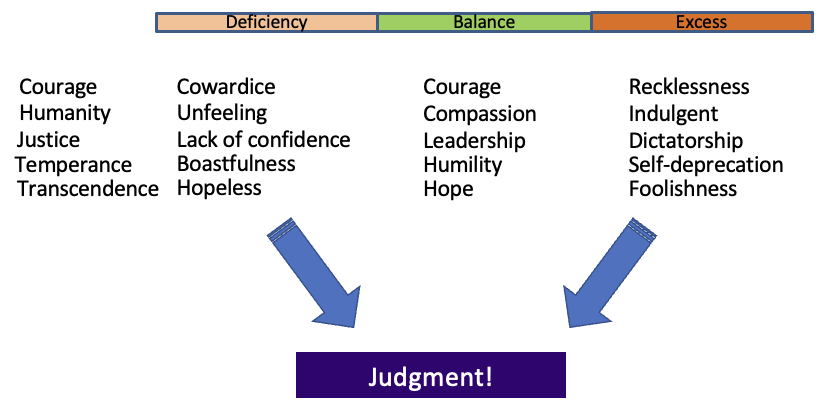 Deficiency Balance Excess
Courage Cowardice Courage Recklessness
Humanity Unfeeling Compassion Indulgent
Justice Lack of confidence Leadership Dictatorship
Temperance Boastfulness Humility Self-deprecation
Transcendence Hopeless Hope Foolishness
Judgment!